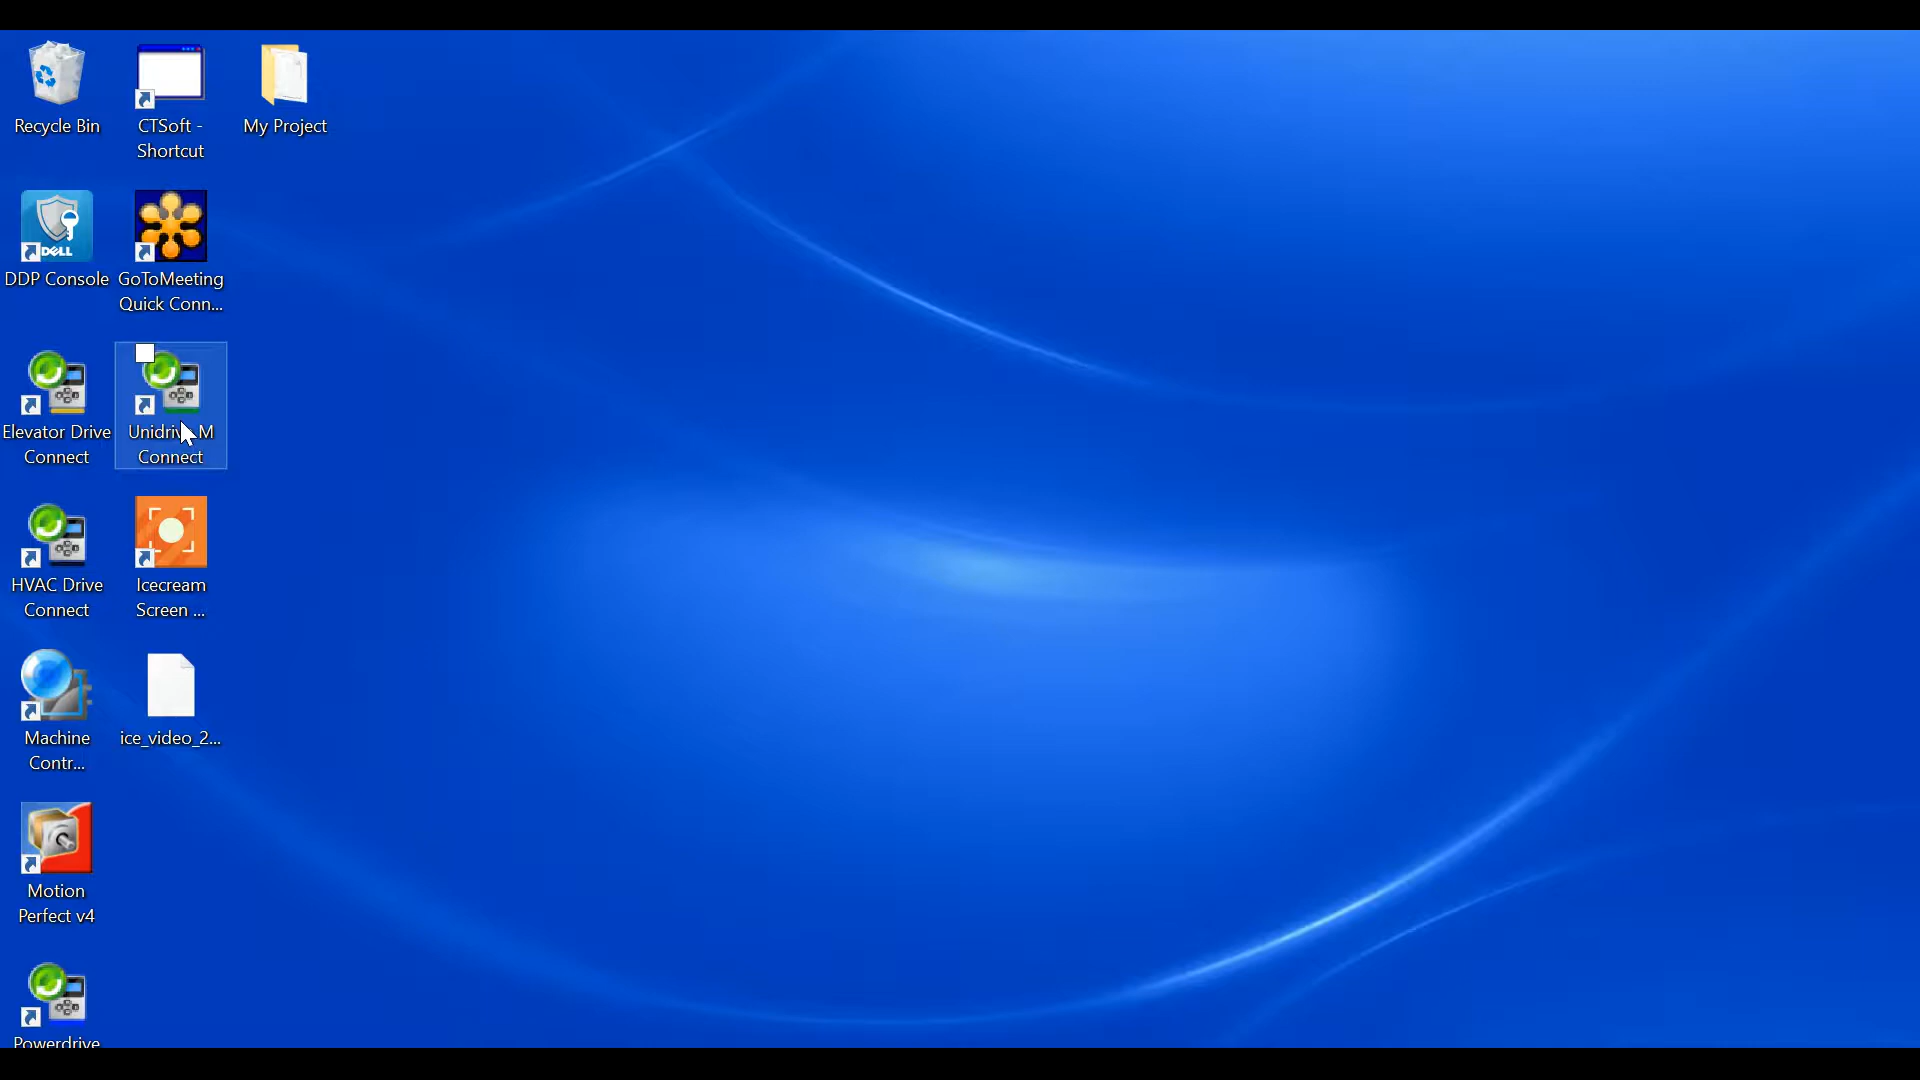 Recycle Bin
CTSoft -
Shortcut
My Project
DELL
DDP Console
GoToMeeting
Quick Conn...
Elevator Drive
Connect
Unidrive M
Connect
HVAC Drive
Connect
Icecream
Screen ...
Machine
Contr...
ice_video_2...
Motion
Perfect v4
Powerdrive